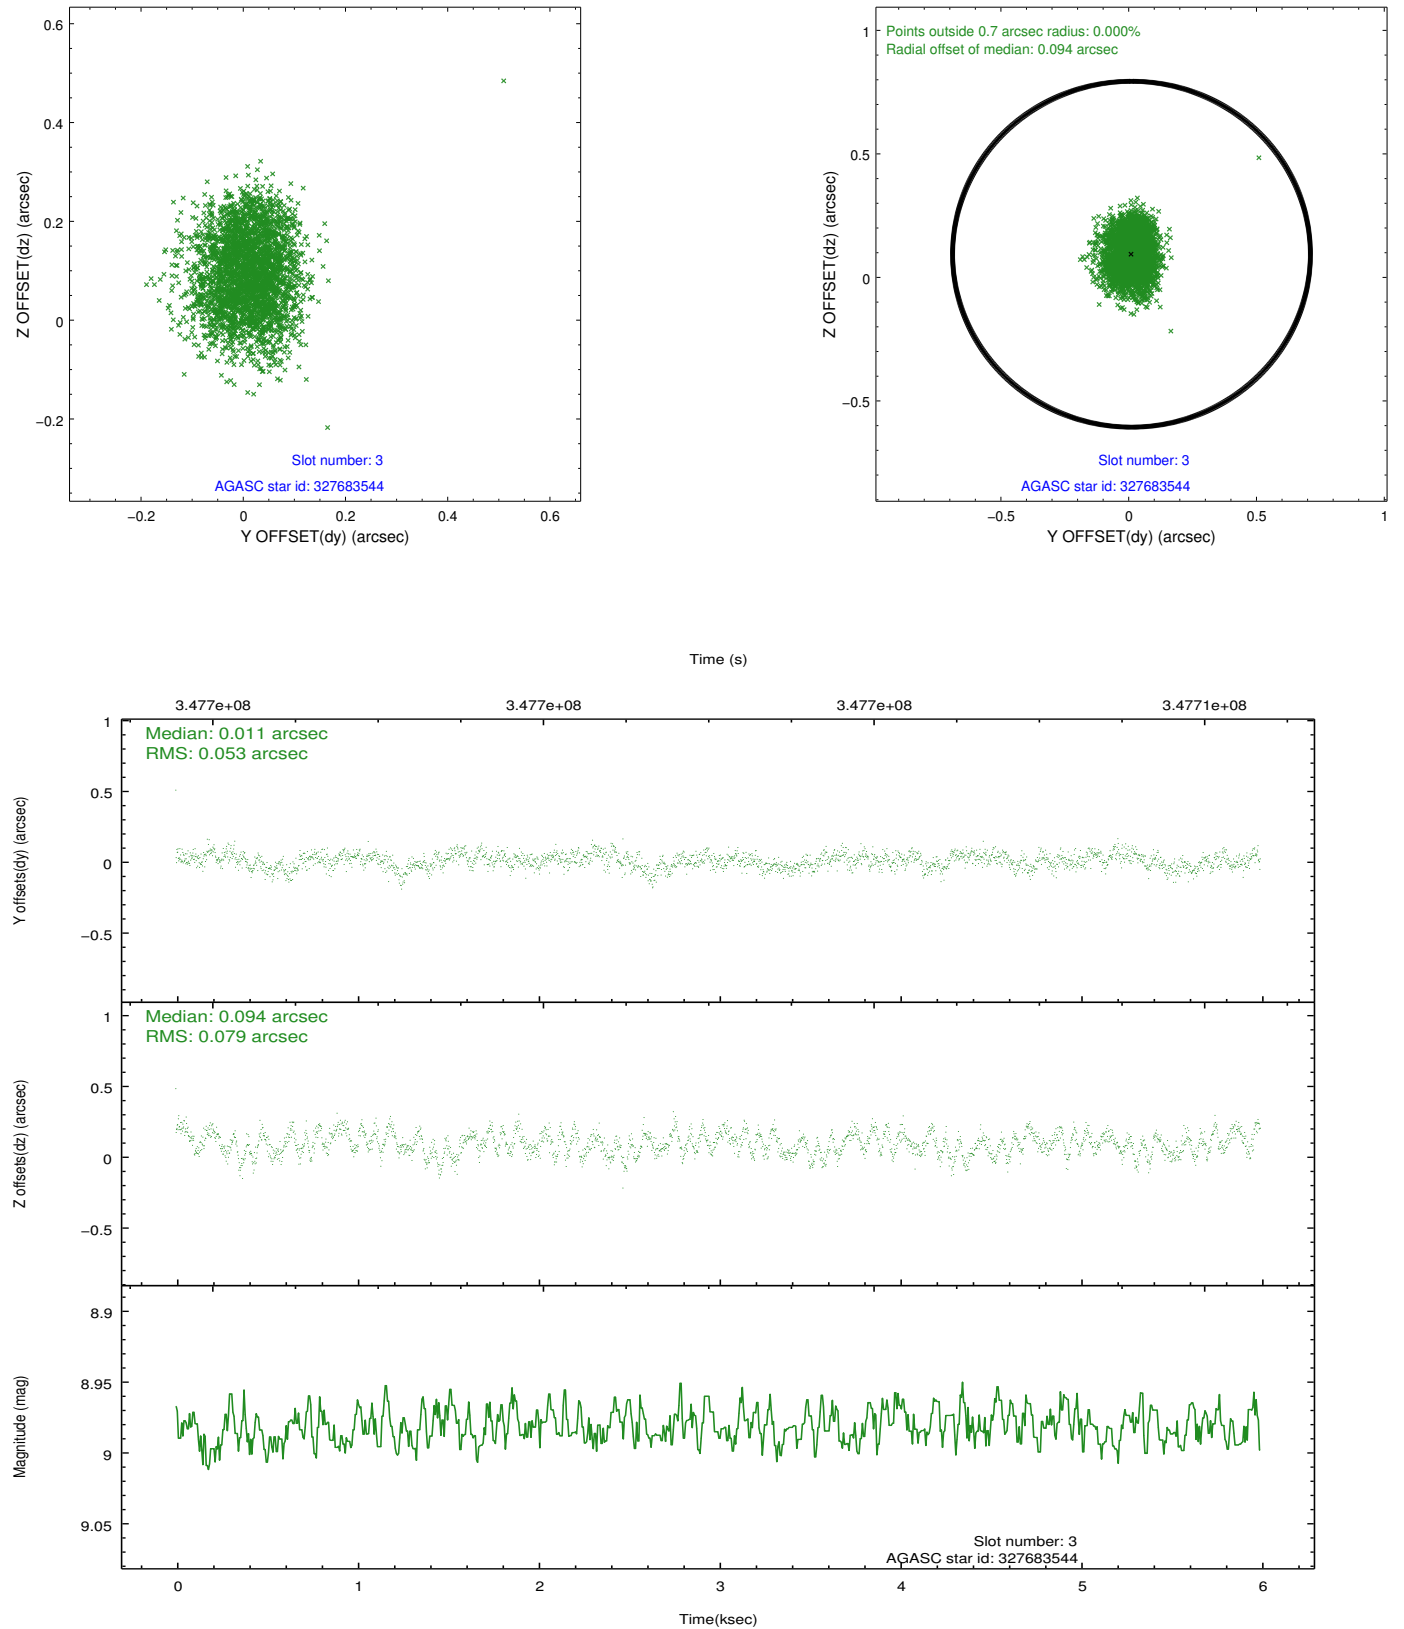 0.6
0.4
0.2
0
−0.2
Z OFFSET(dz) (arcsec)
Slot number: 3
AGASC star id: 327683544
−0.2 0 0.2 0.4 0.6
Y OFFSET(dy) (arcsec)
Points outside 0.7 arcsec radius: 0.000%
Radial offset of median: 0.094 arcsec
1
0.5
0
−0.5
Z OFFSET(dz) (arcsec)
Slot number: 3
AGASC star id: 327683544
−0.5 0 0.5 1
Y OFFSET(dy) (arcsec)
Time (s)
3.477e+08 3.477e+08 3.477e+08 3.4771e+08
Median: 0.011 arcsec
RMS: 0.053 arcsec
1
0.5
0
−0.5
Y offsets(dy) (arcsec)
Median: 0.094 arcsec
RMS: 0.079 arcsec
1
0.5
0
−0.5
Z offsets(dz) (arcsec)
8.9
8.95
9
9.05
Magnitude (mag)
Slot number: 3
AGASC star id: 327683544
0 1 2 3 4 5 6
Time(ksec)